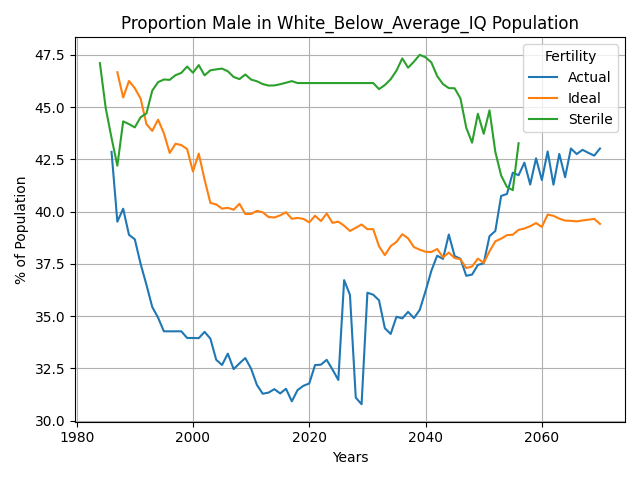 Proportion Male in White_Below_Average_IQ Population
Fertility
Actual
Ideal
Sterile
% of Population
47.5
45.0
42.5
40.0
37.5
35.0
32.5
30.0
1980
2000
2020
2040
2060
Years